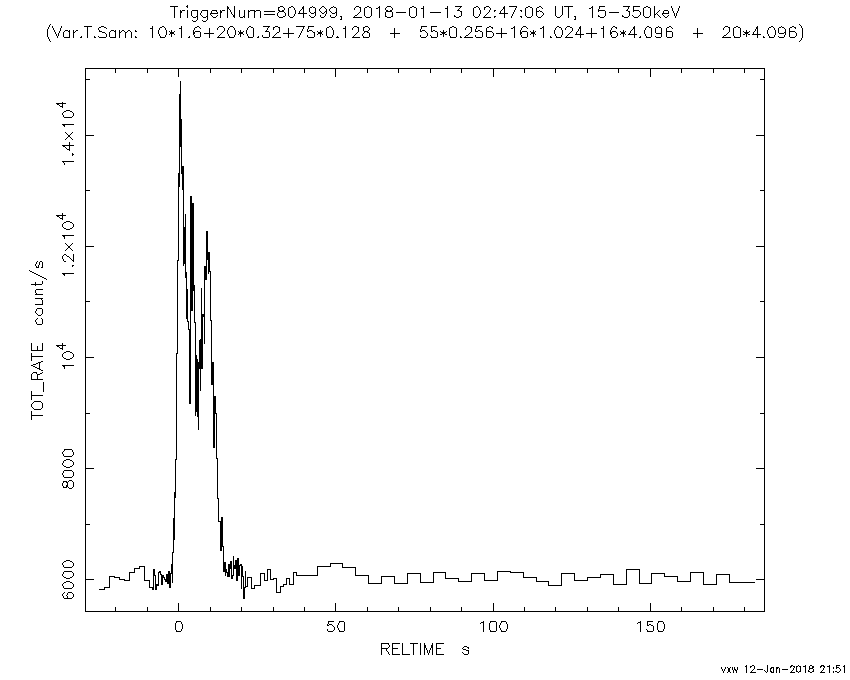 TriggerNum=804999, 2018-01-13 02:47:06 UT, 15-350keV
(Var.T.Sam: 10*1.6+20*0.32+75*0.128 + 55*0.256+16*1.024+16*4.096 + 20*4.096)
1.4×10⁴
1.2×10⁴
10⁴
8000
6000
TOT_RATE count/s
0 50 100 150
RELTIME s
vxw 12-Jan-2018 21:51